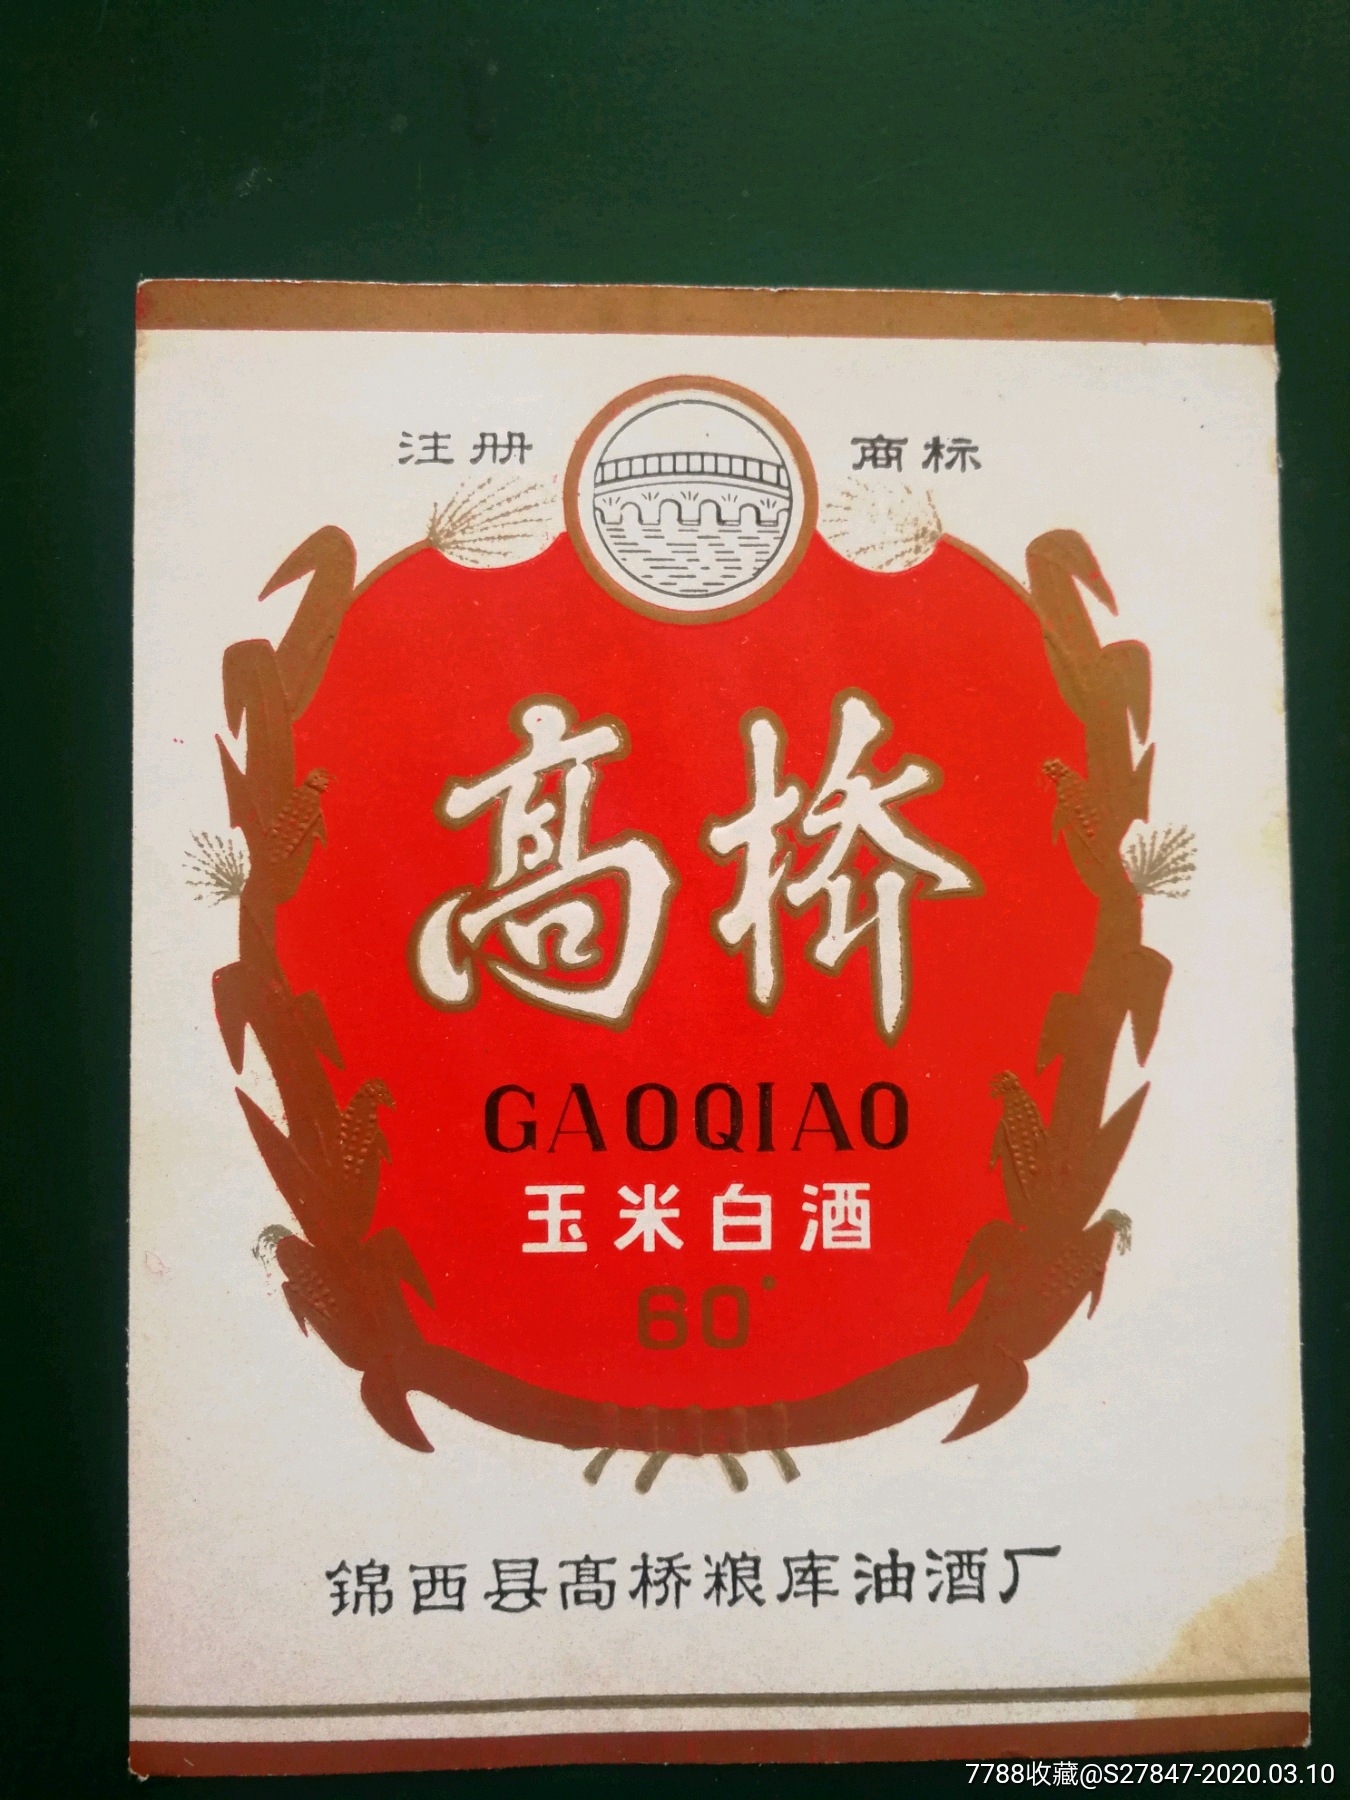 注册 商标
高桥
GAOQIAO
玉米白酒
60°
锦西县高桥粮库油酒厂
7788收藏@S27847-2020.03.10